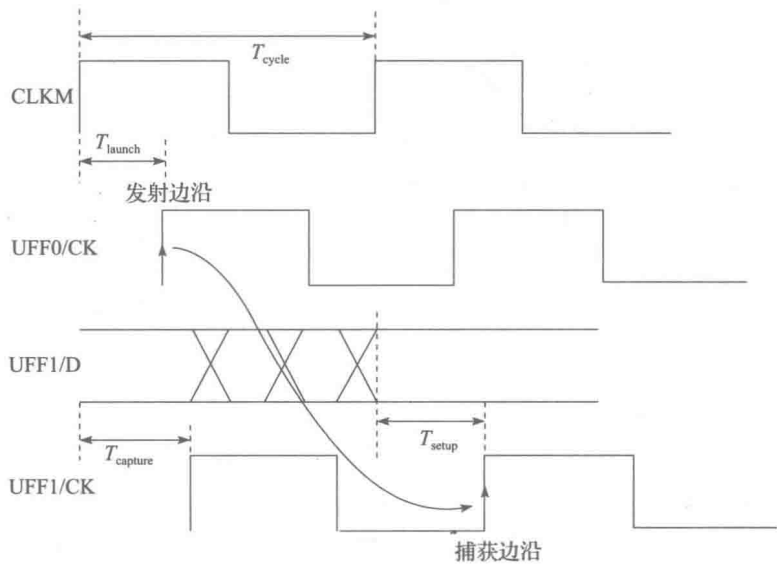 T_cycle
CLKM
T_launch
发射边沿
UFF0/CK
UFF1/D
T_setup
T_capture
UFF1/CK
捕获边沿